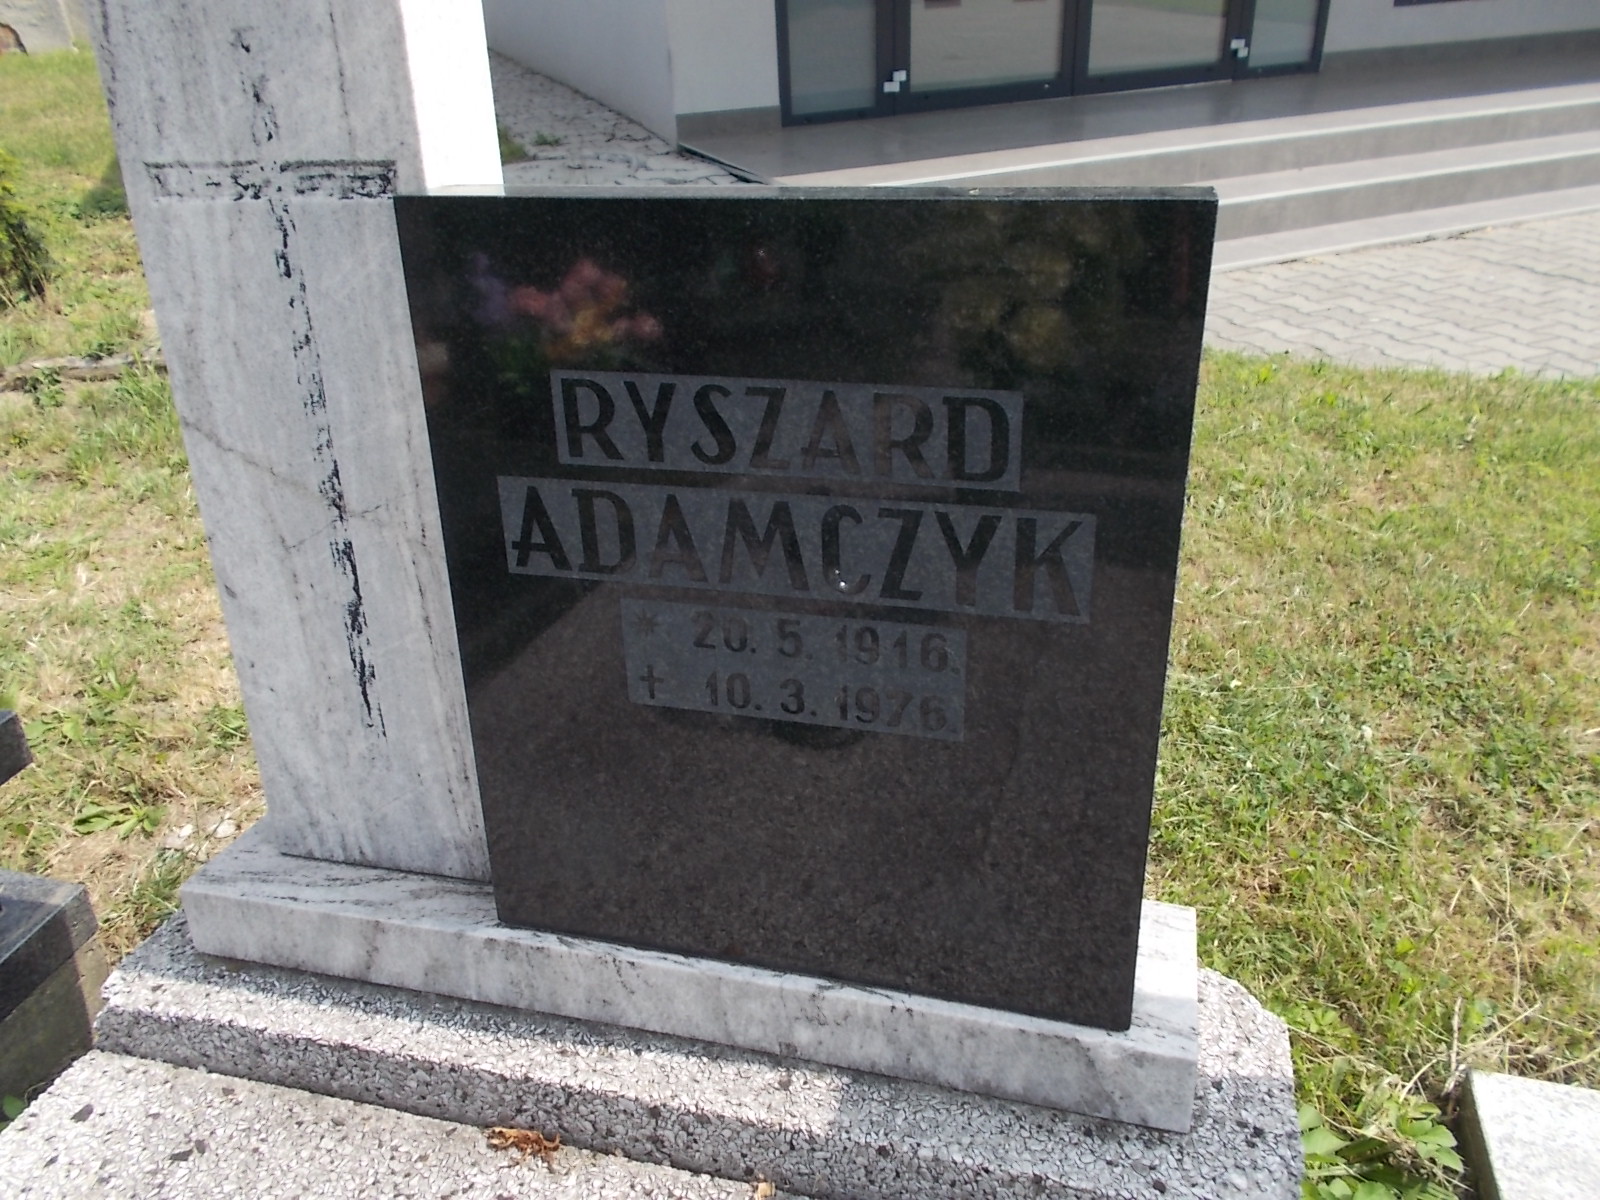 RYSZARD
ADAMCZYK
* 20. 5. 1916.
† 10. 3. 1976.